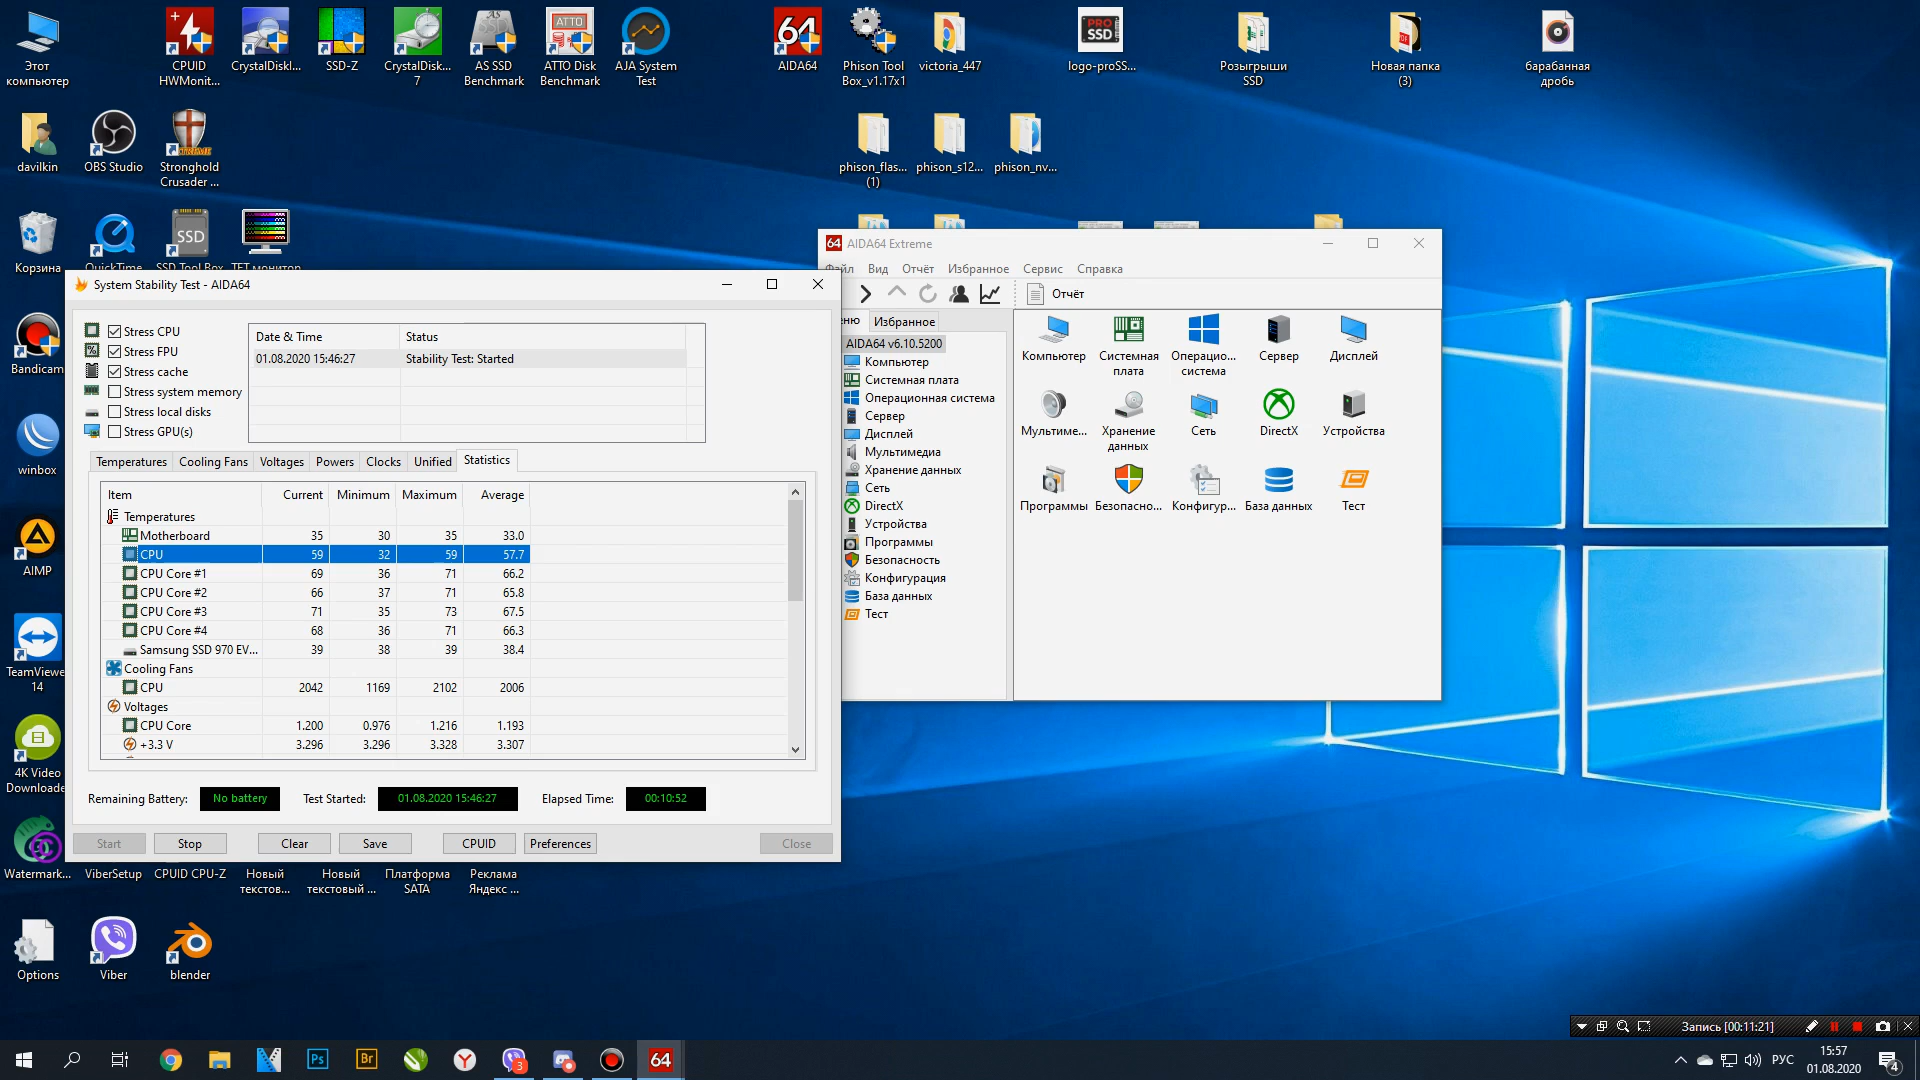 Этот
компьютер
CPUID
HWMonit...
CrystalDiskI...
SSD-Z
CrystalDisk...
7
AS SSD
Benchmark
ATTO Disk
Benchmark
AJA System
Test
AIDA64
Phison Tool
Box_v1.17x1
victoria_447
logo-proSS...
Розыгрыши
SSD
Новая папка
(3)
барабанная
дробь
davilkin
OBS Studio
Stronghold
Crusader ...
phison_flas...
(1)
phison_s12...
phison_nv...
Корзина
QuickTime
SSD Tool Box
TFT монитор
Bandicam
winbox
AIMP
TeamViewe
14
4K Video
Downloade
Watermark...
ViberSetup
CPUID CPU-Z
Новый
текстов...
Новый
текстовый ...
Платформа
SATA
Реклама
Яндекс ...
Options
Viber
blender
AIDA64 Extreme
Файл Вид Отчёт Избранное Сервис Справка
Отчёт
еню Избранное
AIDA64 v6.10.5200
Компьютер
Системная плата
Операционная система
Сервер
Дисплей
Мультимедиа
Хранение данных
Сеть
DirectX
Устройства
Программы
Безопасность
Конфигурация
База данных
Тест
Компьютер
Системная
плата
Операцио...
система
Сервер
Дисплей
Мультиме...
Хранение
данных
Сеть
DirectX
Устройства
Программы
Безопасно...
Конфигур...
База данных
Тест
System Stability Test - AIDA64
Stress CPU
Stress FPU
Stress cache
Stress system memory
Stress local disks
Stress GPU(s)
Date & Time Status
01.08.2020 15:46:27 Stability Test: Started
Temperatures Cooling Fans Voltages Powers Clocks Unified Statistics
Item Current Minimum Maximum Average
Temperatures
Motherboard 35 30 35 33.0
CPU 59 32 59 57.7
CPU Core #1 69 36 71 66.2
CPU Core #2 66 37 71 65.8
CPU Core #3 71 35 73 67.5
CPU Core #4 68 36 71 66.3
Samsung SSD 970 EV... 39 38 39 38.4
Cooling Fans
CPU 2042 1169 2102 2006
Voltages
CPU Core 1.200 0.976 1.216 1.193
+3.3 V 3.296 3.296 3.328 3.307
Remaining Battery: No battery Test Started: 01.08.2020 15:46:27 Elapsed Time: 00:10:52
Start Stop Clear Save CPUID Preferences Close
Запись [00:11:21]
РУС
15:57
01.08.2020
4